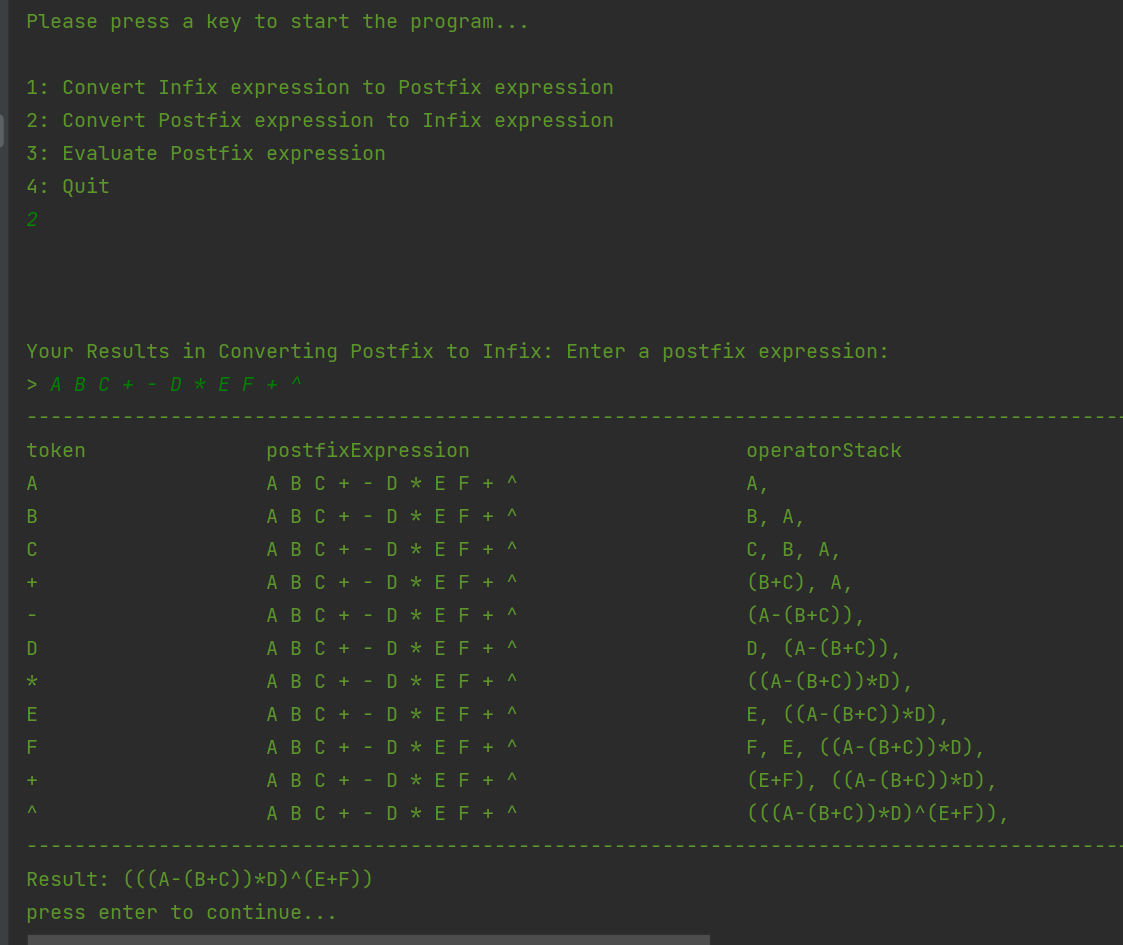 Please press a key to start the program...
1: Convert Infix expression to Postfix expression
2: Convert Postfix expression to Infix expression
3: Evaluate Postfix expression
4: Quit
2
Your Results in Converting Postfix to Infix: Enter a postfix expression:
> A B C + - D * E F + ^
--------------------------------------------------------------------------------------------
token postfixExpression operatorStack
A A B C + - D * E F + ^ A,
B A B C + - D * E F + ^ B, A,
C A B C + - D * E F + ^ C, B, A,
+ A B C + - D * E F + ^ (B+C), A,
- A B C + - D * E F + ^ (A-(B+C)),
D A B C + - D * E F + ^ D, (A-(B+C)),
* A B C + - D * E F + ^ ((A-(B+C))*D),
E A B C + - D * E F + ^ E, ((A-(B+C))*D),
F A B C + - D * E F + ^ F, E, ((A-(B+C))*D),
+ A B C + - D * E F + ^ (E+F), ((A-(B+C))*D),
^ A B C + - D * E F + ^ (((A-(B+C))*D)^(E+F)),
--------------------------------------------------------------------------------------------
Result: (((A-(B+C))*D)^(E+F))
press enter to continue...